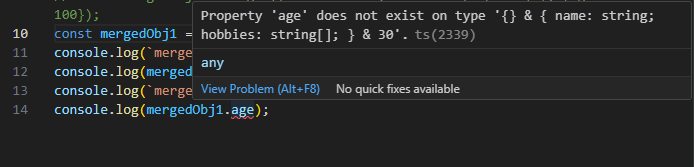 100});
Property 'age' does not exist on type '{} & { name: string;
hobbies: string[]; } & 30'. ts(2339)
any
View Problem (Alt+F8) No quick fixes available
10 const mergedObj1 =
11 console.log(`merge
12 console.log(merged
13 console.log(`merge
14 console.log(mergedObj1.age);